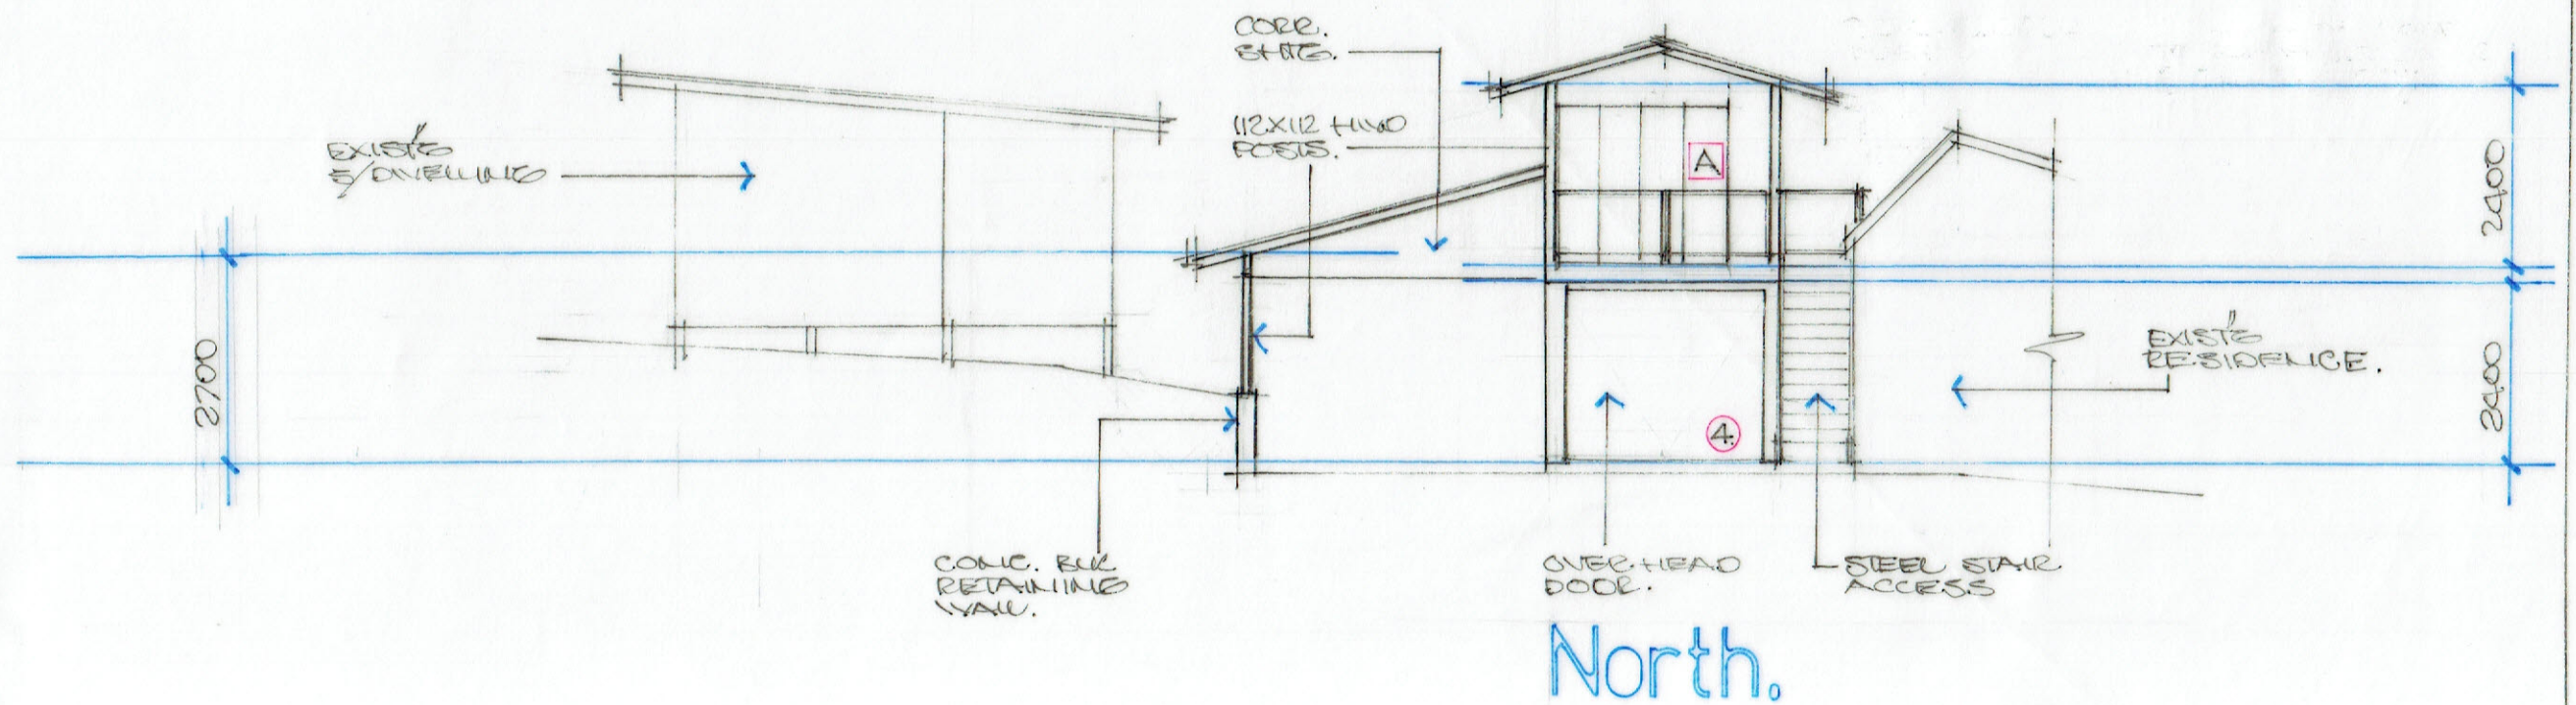 CORR.
SHTG.
112X112 HWD
POSTS.
EXIST'G
S/DWELLING
A
2400
2700
EXIST'G
RESIDENCE.
2400
4.
CONC. BLK
RETAINING
WALL.
OVERHEAD
DOOR.
STEEL STAIR
ACCESS
North.